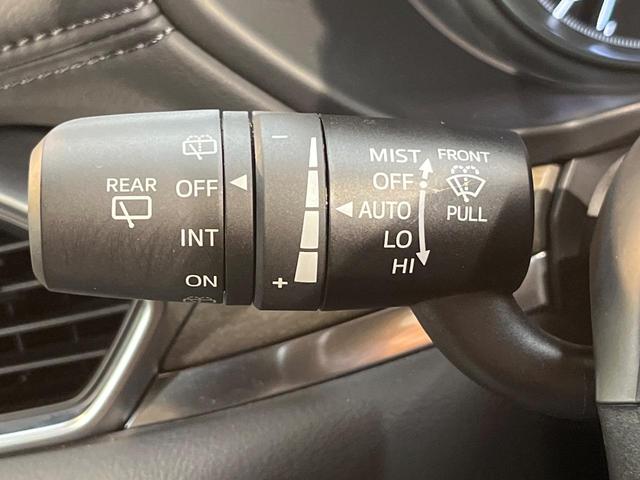 REAR
OFF
INT
ON
−
+
MIST
OFF
AUTO
LO
HI
FRONT
PULL